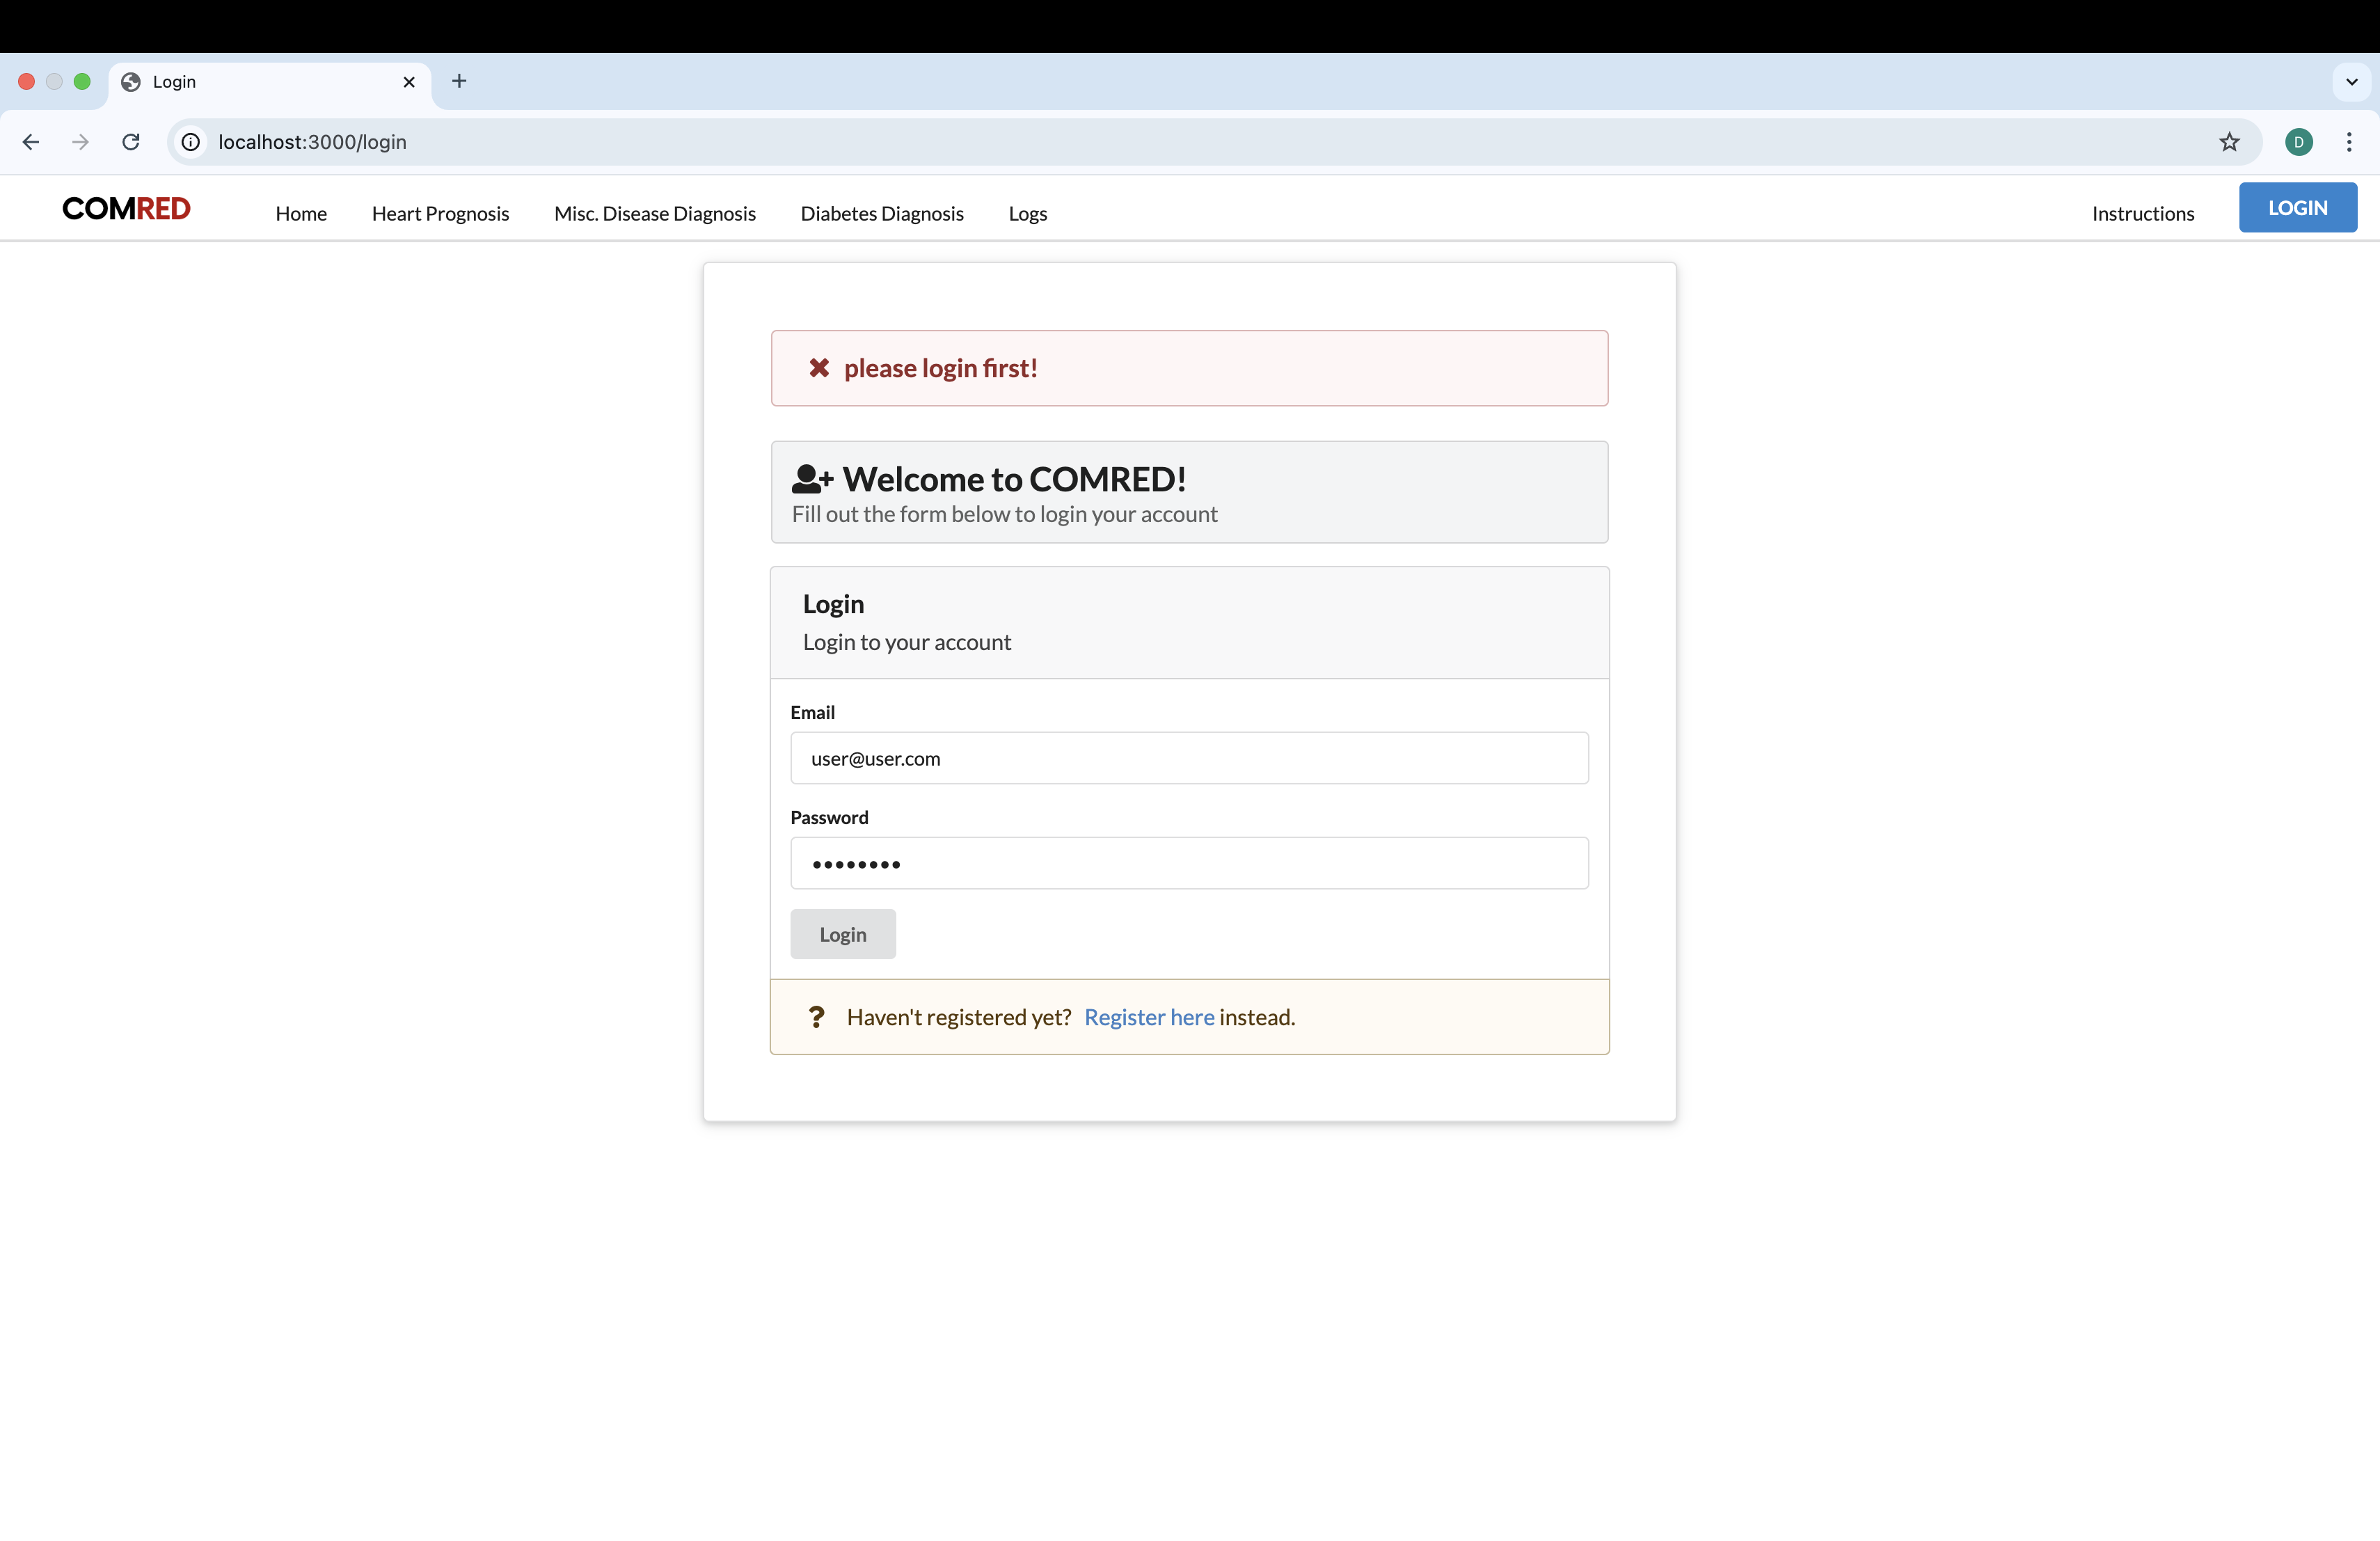 Login
localhost:3000/login
D
COMRED Home Heart Prognosis Misc. Disease Diagnosis Diabetes Diagnosis Logs Instructions LOGIN
please login first!
Welcome to COMRED!
Fill out the form below to login your account
Login
Login to your account
Email
user@user.com
Password
••••••••
Login
? Haven't registered yet? Register here instead.